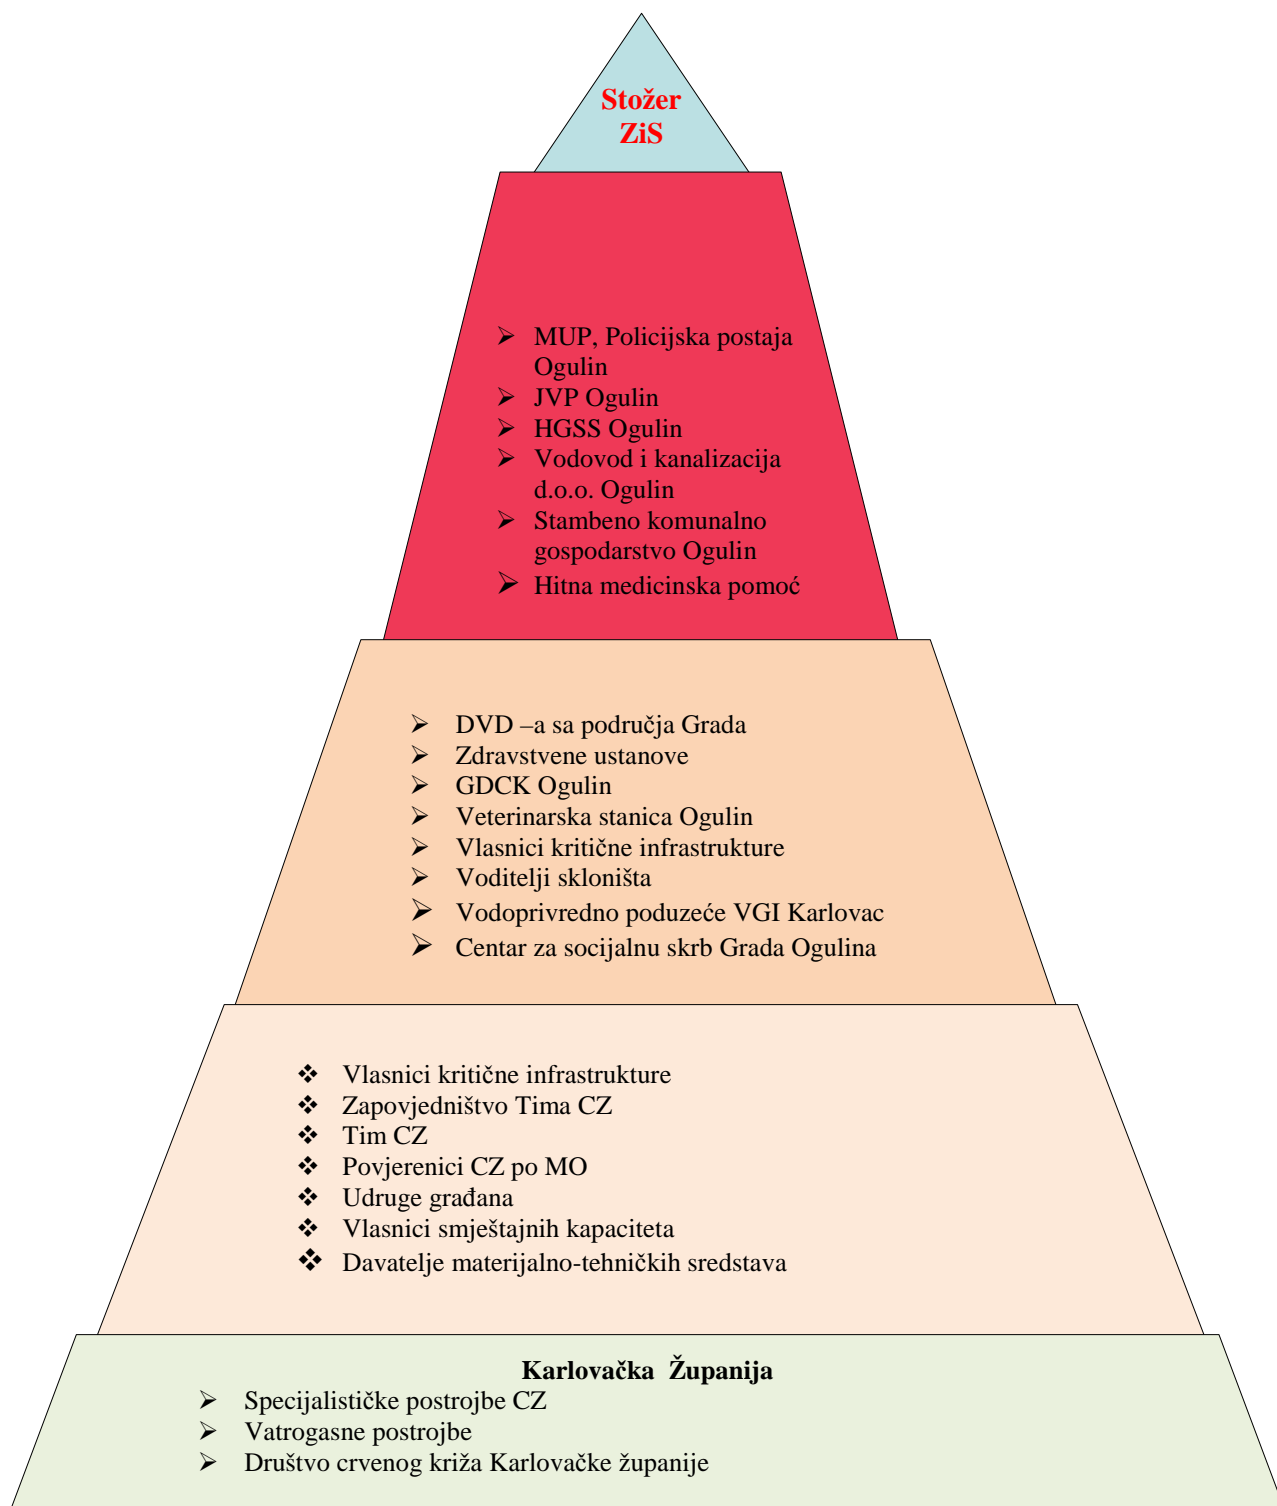 Stožer
ZiS
➢ MUP, Policijska postaja
Ogulin
➢ JVP Ogulin
➢ HGSS Ogulin
➢ Vodovod i kanalizacija
d.o.o. Ogulin
➢ Stambeno komunalno
gospodarstvo Ogulin
➢ Hitna medicinska pomoć
➢ DVD –a sa područja Grada
➢ Zdravstvene ustanove
➢ GDCK Ogulin
➢ Veterinarska stanica Ogulin
➢ Vlasnici kritične infrastrukture
➢ Voditelji skloništa
➢ Vodoprivredno poduzeće VGI Karlovac
➢ Centar za socijalnu skrb Grada Ogulina
❖ Vlasnici kritične infrastrukture
❖ Zapovjedništvo Tima CZ
❖ Tim CZ
❖ Povjerenici CZ po MO
❖ Udruge građana
❖ Vlasnici smještajnih kapaciteta
❖ Davatelje materijalno-tehničkih sredstava
Karlovačka Županija
➢ Specijalističke postrojbe CZ
➢ Vatrogasne postrojbe
➢ Društvo crvenog križa Karlovačke županije